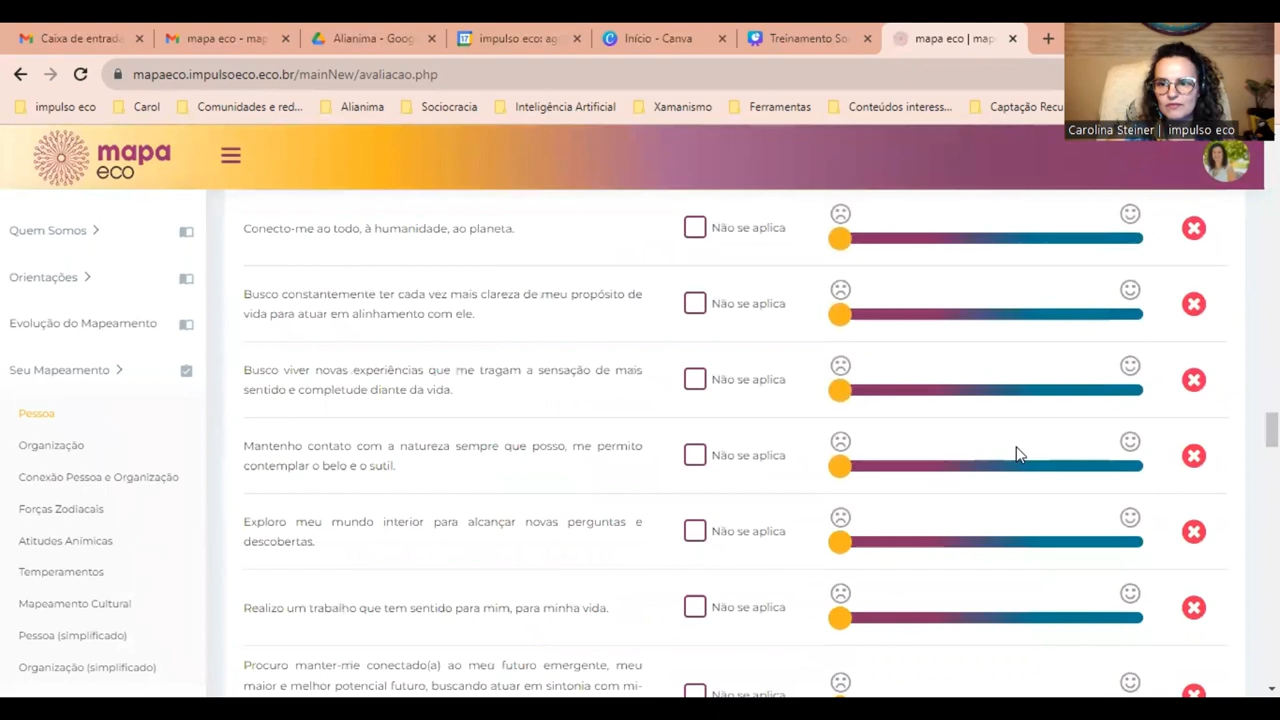 Caixa de entrada
mapa eco - map
Alianima - Goog
impulso eco: ag
Início - Canva
Treinamento So
mapa eco | map
mapaeco.impulsoeco.eco.br/mainNew/avaliacao.php
impulso eco
Carol
Comunidades e red...
Alianima
Sociocracia
Inteligência Artificial
Xamanismo
Ferramentas
Conteúdos interess...
Captação Recu
Carolina Steiner | impulso eco
mapa
eco
Quem Somos
Orientações
Evolução do Mapeamento
Seu Mapeamento
Pessoa
Organização
Conexão Pessoa e Organização
Forças Zodiacais
Atitudes Anímicas
Temperamentos
Mapeamento Cultural
Pessoa (simplificado)
Organização (simplificado)
Conecto-me ao todo, à humanidade, ao planeta.
Não se aplica
Busco constantemente ter cada vez mais clareza de meu propósito de
vida para atuar em alinhamento com ele.
Não se aplica
Busco viver novas experiências que me tragam a sensação de mais
sentido e completude diante da vida.
Não se aplica
Mantenho contato com a natureza sempre que posso, me permito
contemplar o belo e o sutil.
Não se aplica
Exploro meu mundo interior para alcançar novas perguntas e
descobertas.
Não se aplica
Realizo um trabalho que tem sentido para mim, para minha vida.
Não se aplica
Procuro manter-me conectado(a) ao meu futuro emergente, meu
maior e melhor potencial futuro, buscando atuar em sintonia com mi-
Não se aplica